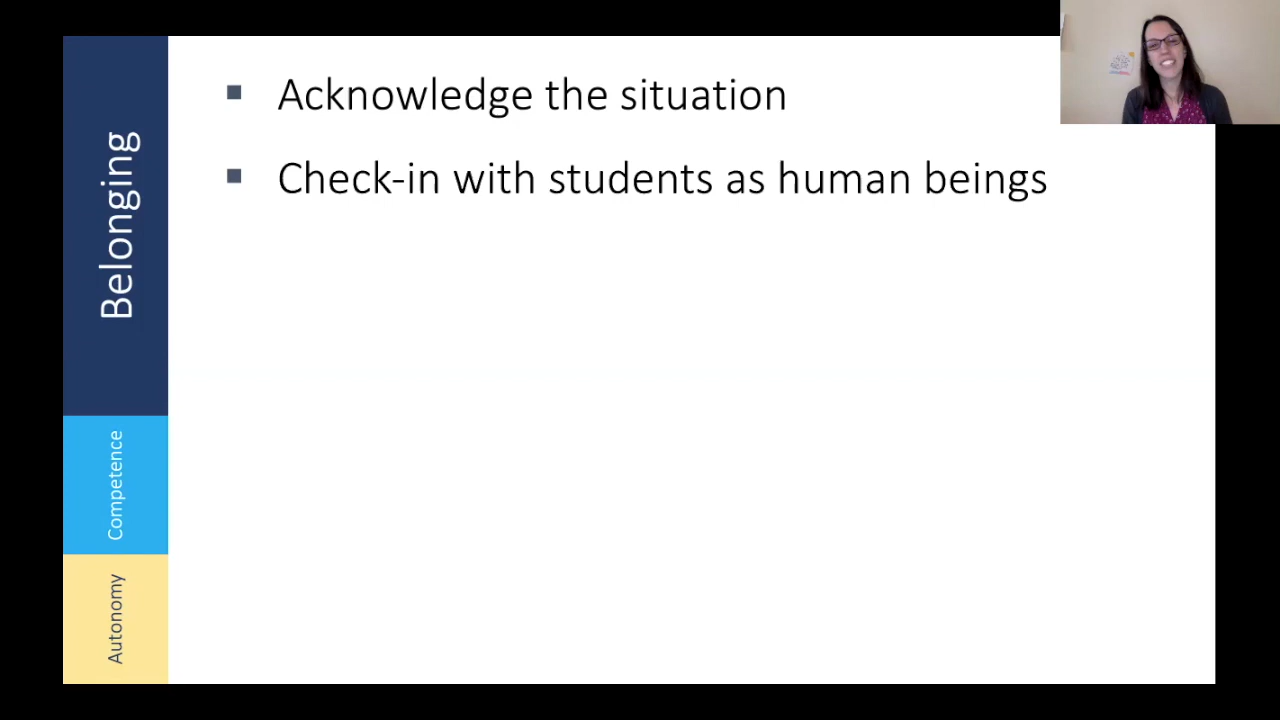 Acknowledge the situation
Check-in with students as human beings
Belonging
Competence
Autonomy